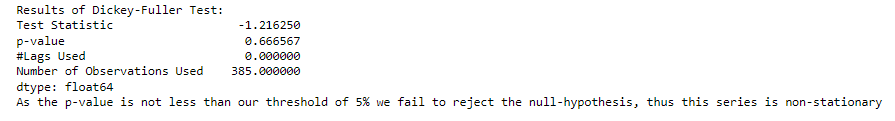 Results of Dickey-Fuller Test:
Test Statistic -1.216250
p-value 0.666567
#Lags Used 0.000000
Number of Observations Used 385.000000
dtype: float64
As the p-value is not less than our threshold of 5% we fail to reject the null-hypothesis, thus this series is non-stationary